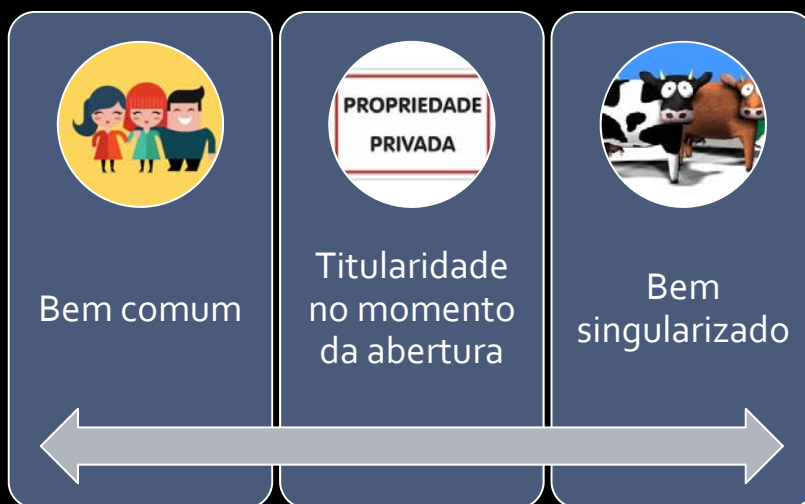 PROPRIEDADE
PRIVADA
Bem comum
Titularidade
no momento
da abertura
Bem
singularizado